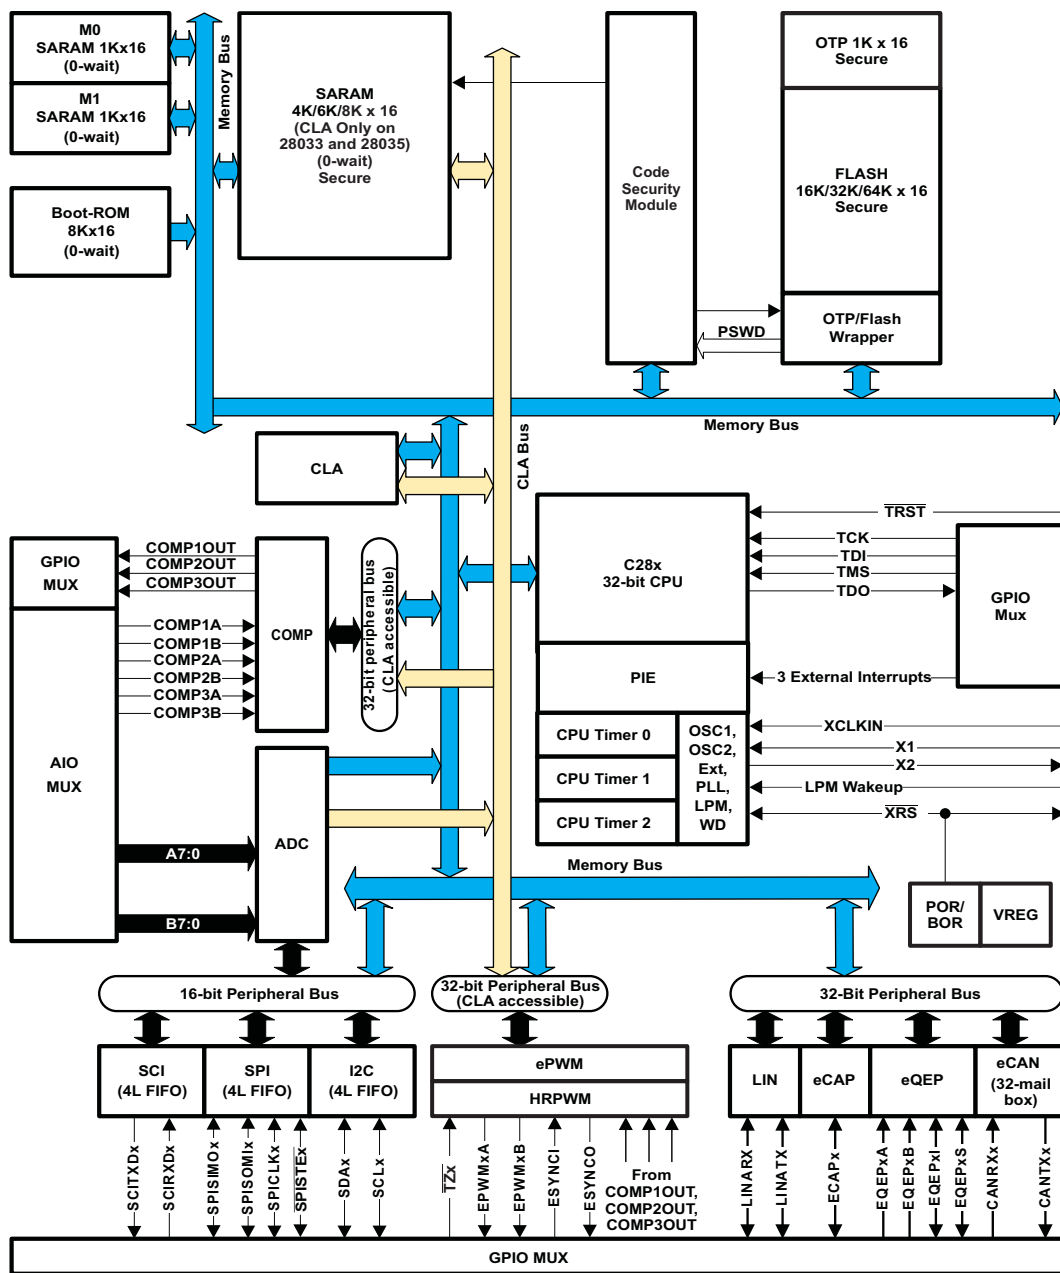 M0
SARAM 1Kx16
(0-wait)
M1
SARAM 1Kx16
(0-wait)
Boot-ROM
8Kx16
(0-wait)
Memory Bus
SARAM
4K/6K/8K x 16
(CLA Only on
28033 and 28035)
(0-wait)
Secure
Code
Security
Module
OTP 1K x 16
Secure
FLASH
16K/32K/64K x 16
Secure
OTP/Flash
Wrapper
PSWD
Memory Bus
CLA Bus
CLA
GPIO
MUX
COMP1OUT
COMP2OUT
COMP3OUT
COMP
COMP1A
COMP1B
COMP2A
COMP2B
COMP3A
COMP3B
32-bit peripheral bus
(CLA accessible)
AIO
MUX
A7:0
B7:0
ADC
C28x
32-bit CPU
PIE
CPU Timer 0
CPU Timer 1
CPU Timer 2
OSC1,
OSC2,
Ext,
PLL,
LPM,
WD
TRST
TCK
TDI
TMS
TDO
GPIO
Mux
3 External Interrupts
XCLKIN
X1
X2
LPM Wakeup
XRS
POR/
BOR
VREG
Memory Bus
16-bit Peripheral Bus
32-bit Peripheral Bus
(CLA accessible)
32-Bit Peripheral Bus
SCI
(4L FIFO)
SPI
(4L FIFO)
I2C
(4L FIFO)
ePWM
HRPWM
LIN
eCAP
eQEP
eCAN
(32-mail
box)
SCITXDx
SCIRXDx
SPISIMOx
SPISOMIx
SPICLKx
SPISTEx
SDAx
SCLx
TZx
EPWMxA
EPWMxB
ESYNCI
ESYNCO
From
COMP1OUT,
COMP2OUT,
COMP3OUT
LINARX
LINATX
ECAPx
EQEPxA
EQEPxB
EQEPxI
EQEPxS
CANRXx
CANTXx
GPIO MUX